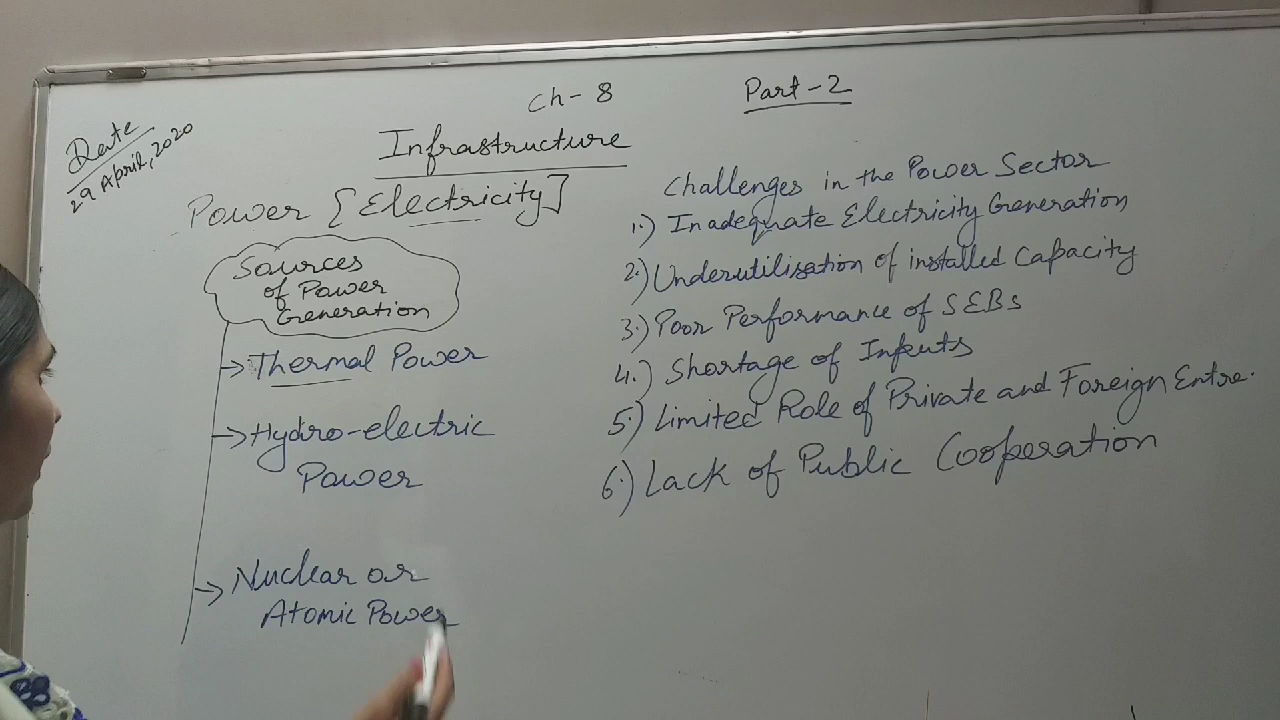 Ch- 8
Part-2
Date
29 April, 2020
Infrastructure
Power [Electricity]
Sources
of Power
Generation
→ Thermal Power
→ Hydro-electric
Power
→ Nuclear or
Atomic Power
Challenges in the Power Sector
1.) Inadequate Electricity Generation
2.) Underutilisation of installed Capacity
3.) Poor Performance of SEBs
4.) Shortage of Inputs
5.) Limited Role of Private and Foreign Entre.
6.) Lack of Public Cooperation